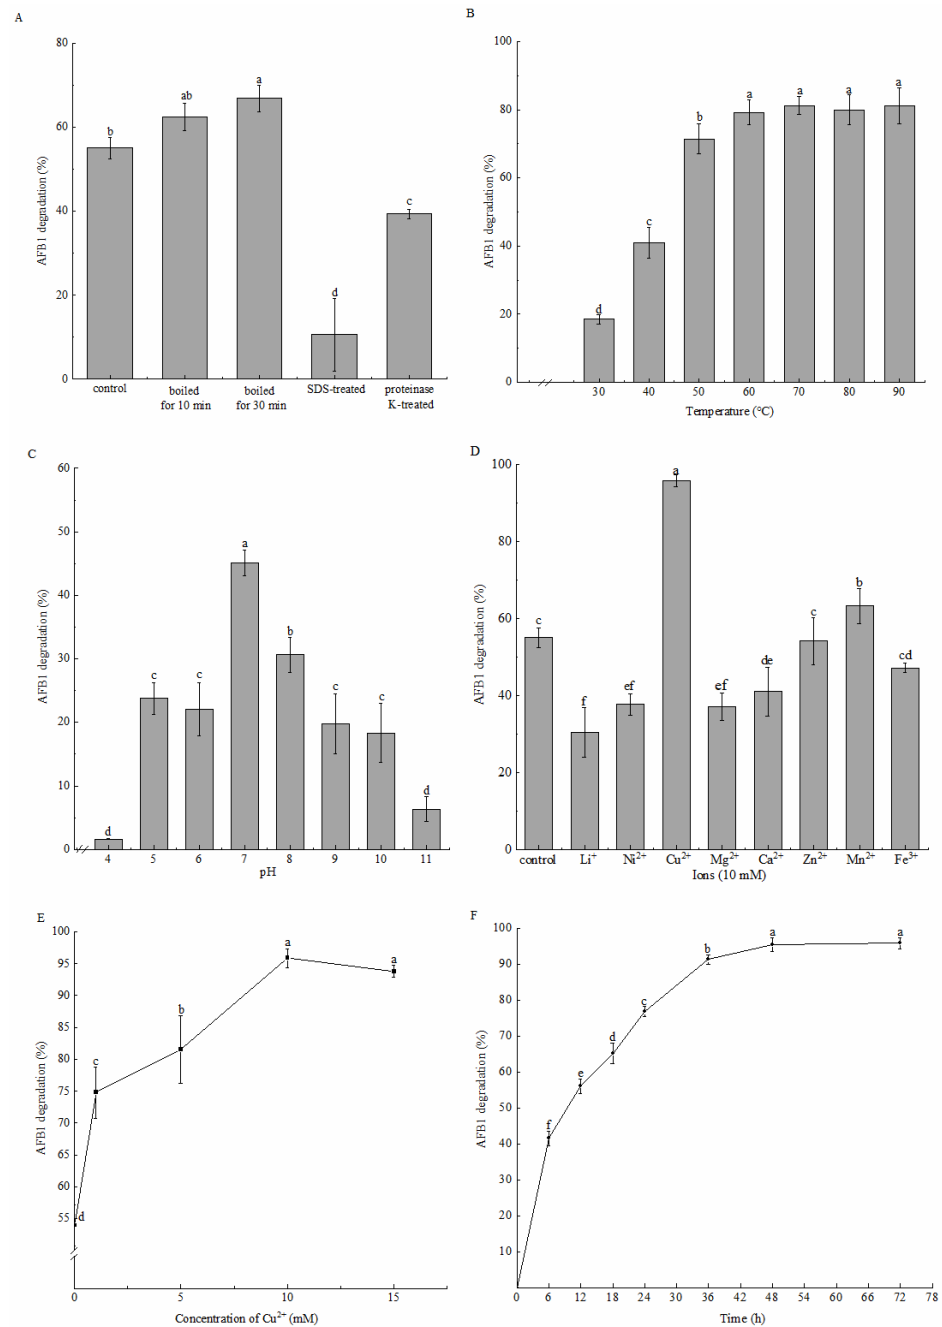 A
AFB1 degradation (%)
80
60
40
20
0
b
ab
a
d
c
control
boiled
for 10 min
boiled
for 30 min
SDS-treated
proteinase
K-treated
B
AFB1 degradation (%)
100
80
60
40
20
0
d
c
b
a
a
a
a
30 40 50 60 70 80 90
Temperature (°C)
C
AFB1 degradation (%)
60
50
40
30
20
10
0
d
c
c
a
b
c
c
d
4 5 6 7 8 9 10 11
pH
D
AFB1 degradation (%)
100
80
60
40
20
0
c
f
ef
a
ef
de
c
b
cd
control Li⁺ Ni²⁺ Cu²⁺ Mg²⁺ Ca²⁺ Zn²⁺ Mn²⁺ Fe³⁺
Ions (10 mM)
E
AFB1 degradation (%)
100
95
90
85
80
75
70
65
60
55
d
c
b
a
a
0 5 10 15
Concentration of Cu²⁺ (mM)
F
AFB1 degradation (%)
100
90
80
70
60
50
40
30
20
10
f
e
d
c
b
a
a
0 6 12 18 24 30 36 42 48 54 60 66 72 78
Time (h)